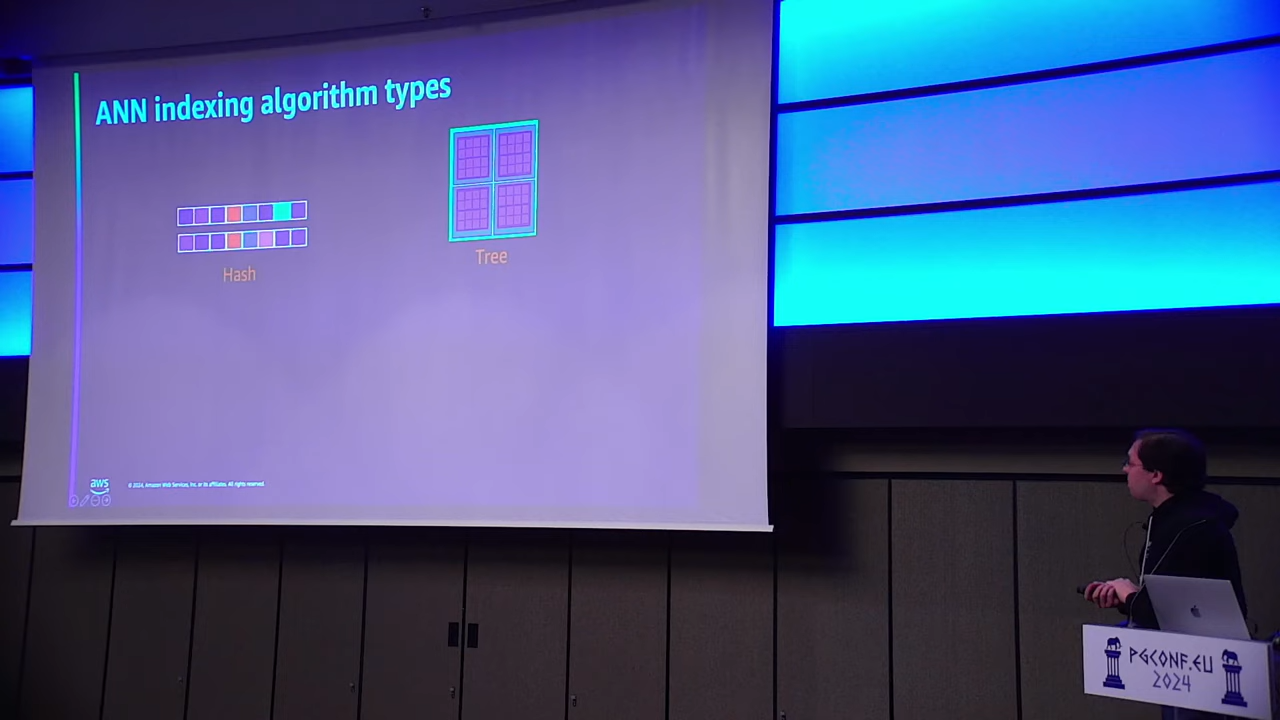 ANN indexing algorithm types
Hash
Tree
aws
© 2024, Amazon Web Services, Inc. or its affiliates. All rights reserved.
PGCONF.EU
2024